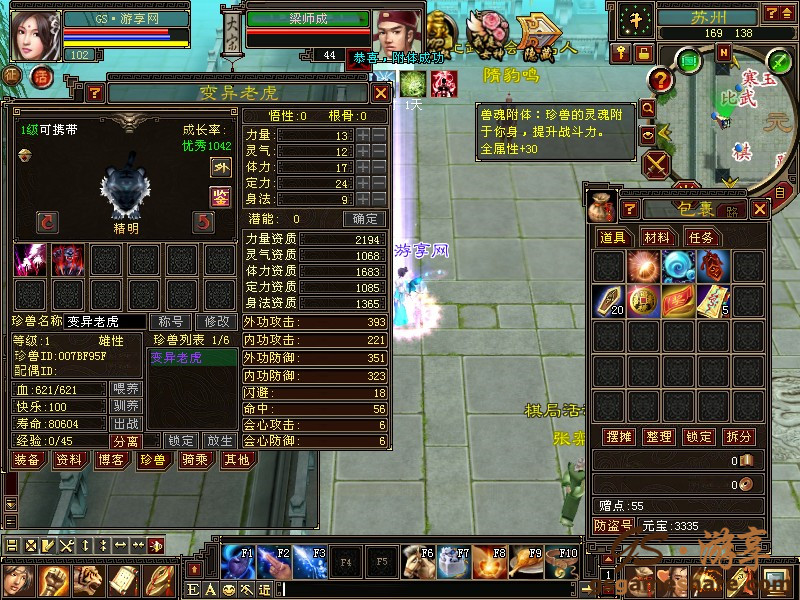 GS·游享网
102
大宋
梁师成
44
恭喜,附体成功
隋豹鸣
1天
苏州
169 138
N
寒玉
比武
棋
兽魂附体:珍兽的灵魂附
于你身,提升战斗力。
全属性+30
变异老虎
1级可携带
成长率:
优秀1042
外
鉴
精明
悟性:0 根骨:0
力量: 13
灵气: 12
体力: 17
定力: 24
身法: 9
潜能: 0 确定
力量资质 2194
灵气资质 1068
体力资质 1683
定力资质 1085
身法资质 1365
外功攻击: 393
内功攻击: 221
外功防御: 351
内功防御: 323
闪避: 18
命中: 56
会心攻击: 6
会心防御: 6
珍兽名称 变异老虎 称号 修改
等级:1 雄性
珍兽ID:007BF95F
配偶ID:
珍兽列表 1/6
变异老虎
血:621/621 喂养
快乐:100 驯养
寿命:80604 出战
经验:0/45 分离 锁定 放生
装备 资料 博客 珍兽 骑乘 其他
游享网
棋局活
张奕
包裹
道具 材料 任务
20
5
摆摊 整理 锁定 拆分
0
0
赠点:55
防盗号 元宝:3335
F1 F2 F3 F4 F5 F6 F7 F8 F9 F10
E A 近
1
游享